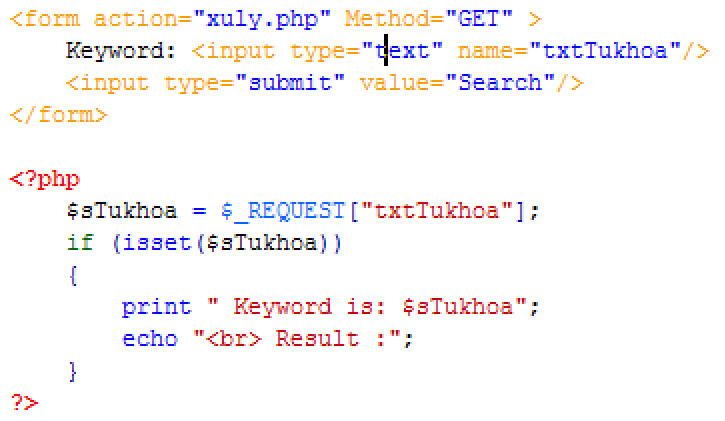 <form action="xuly.php" Method="GET" >
Keyword: <input type="text" name="txtTukhoa"/>
<input type="submit" value="Search"/>
</form>
<?php
$sTukhoa = $_REQUEST["txtTukhoa"];
if (isset($sTukhoa))
{
print " Keyword is: $sTukhoa";
echo "<br> Result :";
}
?>